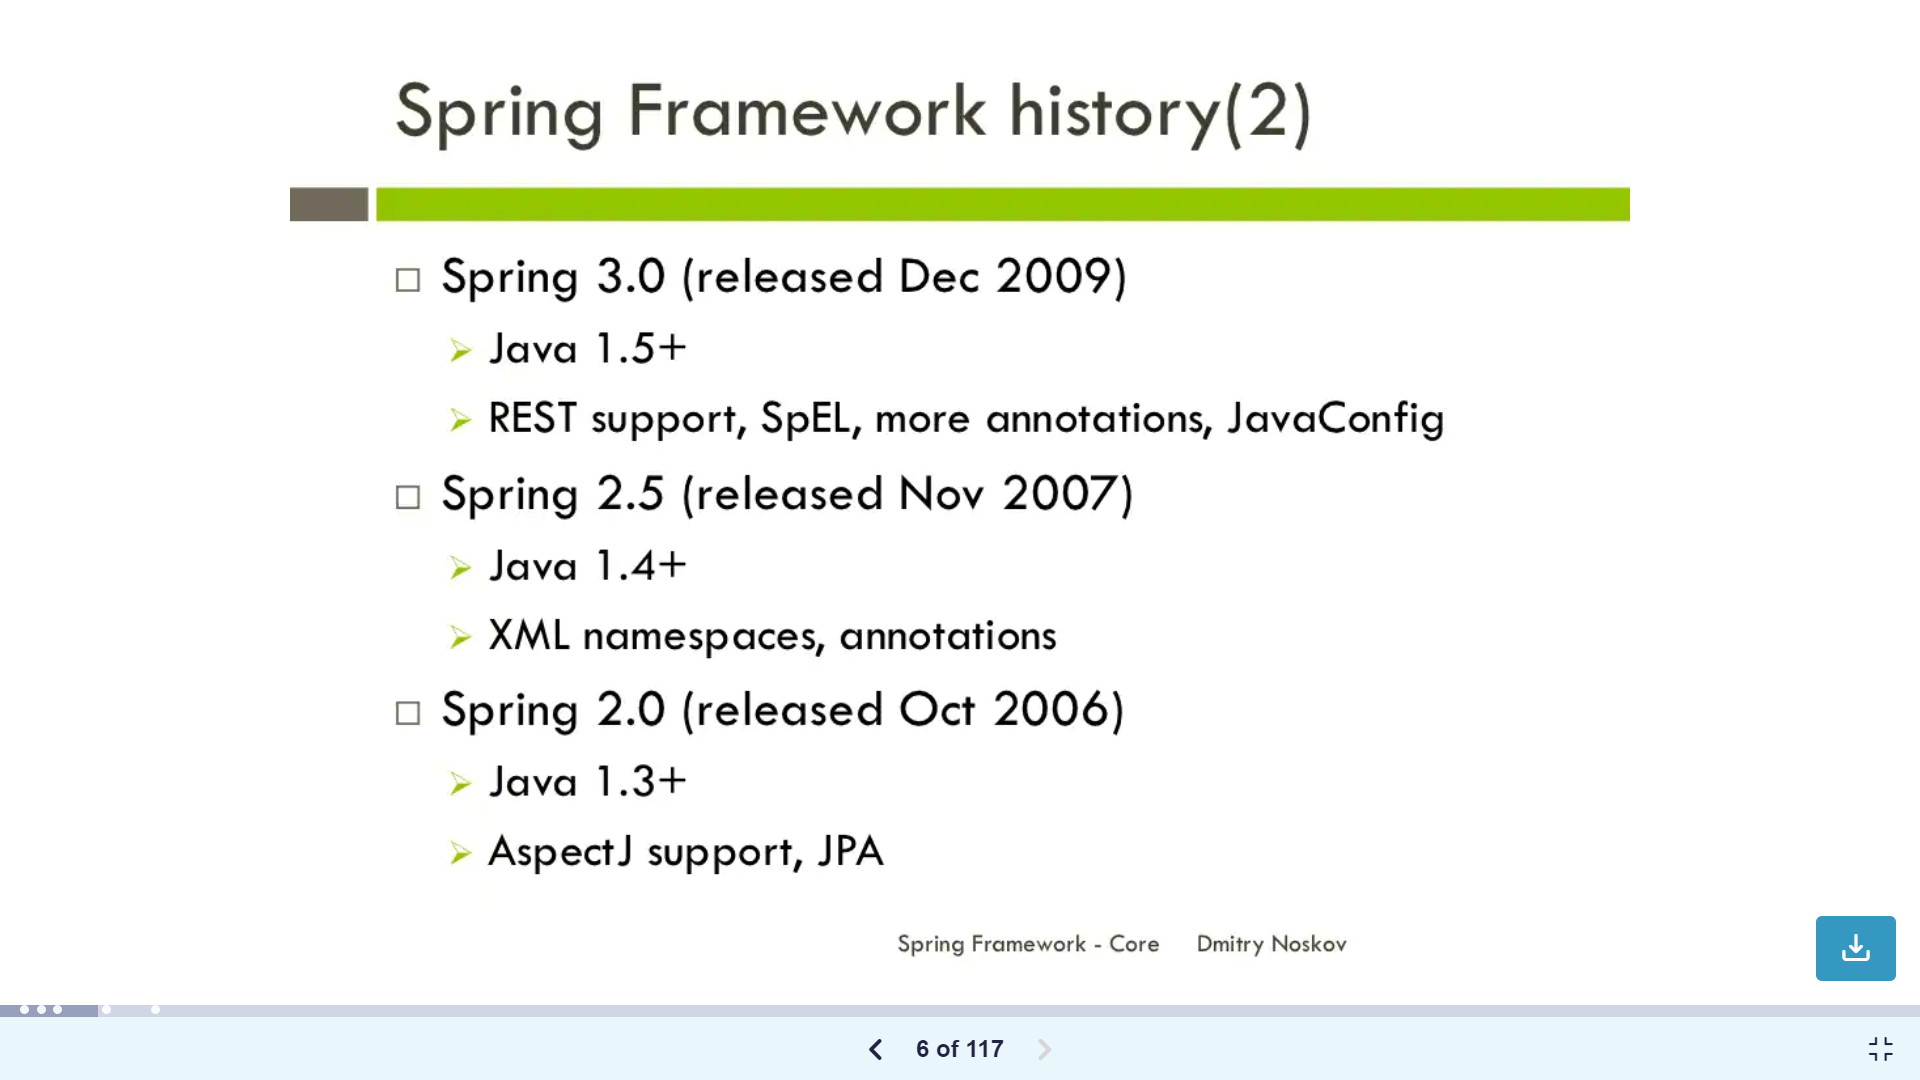 Spring Framework history(2)
Spring 3.0 (released Dec 2009)
Java 1.5+
REST support, SpEL, more annotations, JavaConfig
Spring 2.5 (released Nov 2007)
Java 1.4+
XML namespaces, annotations
Spring 2.0 (released Oct 2006)
Java 1.3+
AspectJ support, JPA
Spring Framework - Core Dmitry Noskov
6 of 117